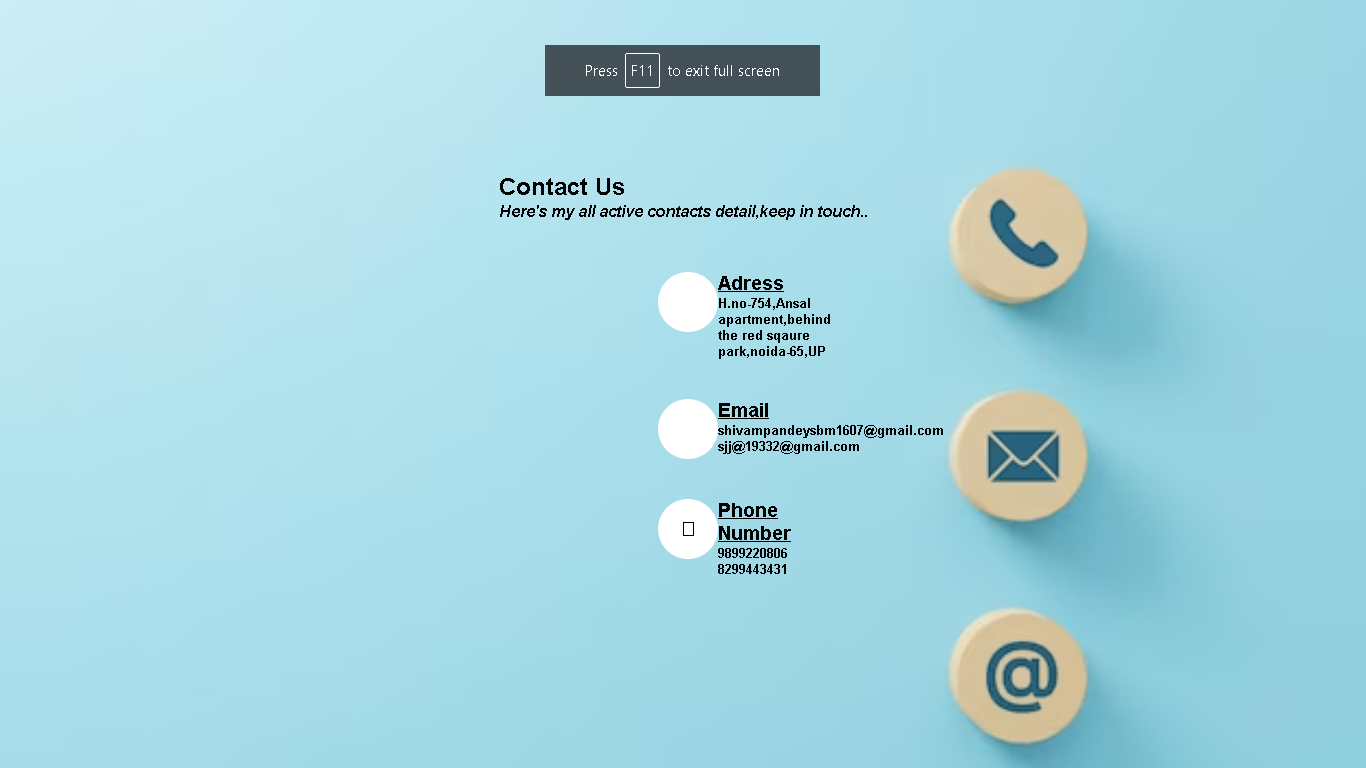 Press F11 to exit full screen
Contact Us
Here's my all active contacts detail,keep in touch..
Adress
H.no-754,Ansal
apartment,behind
the red sqaure
park,noida-65,UP
Email
shivampandeysbm1607@gmail.com
sjj@19332@gmail.com
Phone
Number
9899220806
8299443431
@